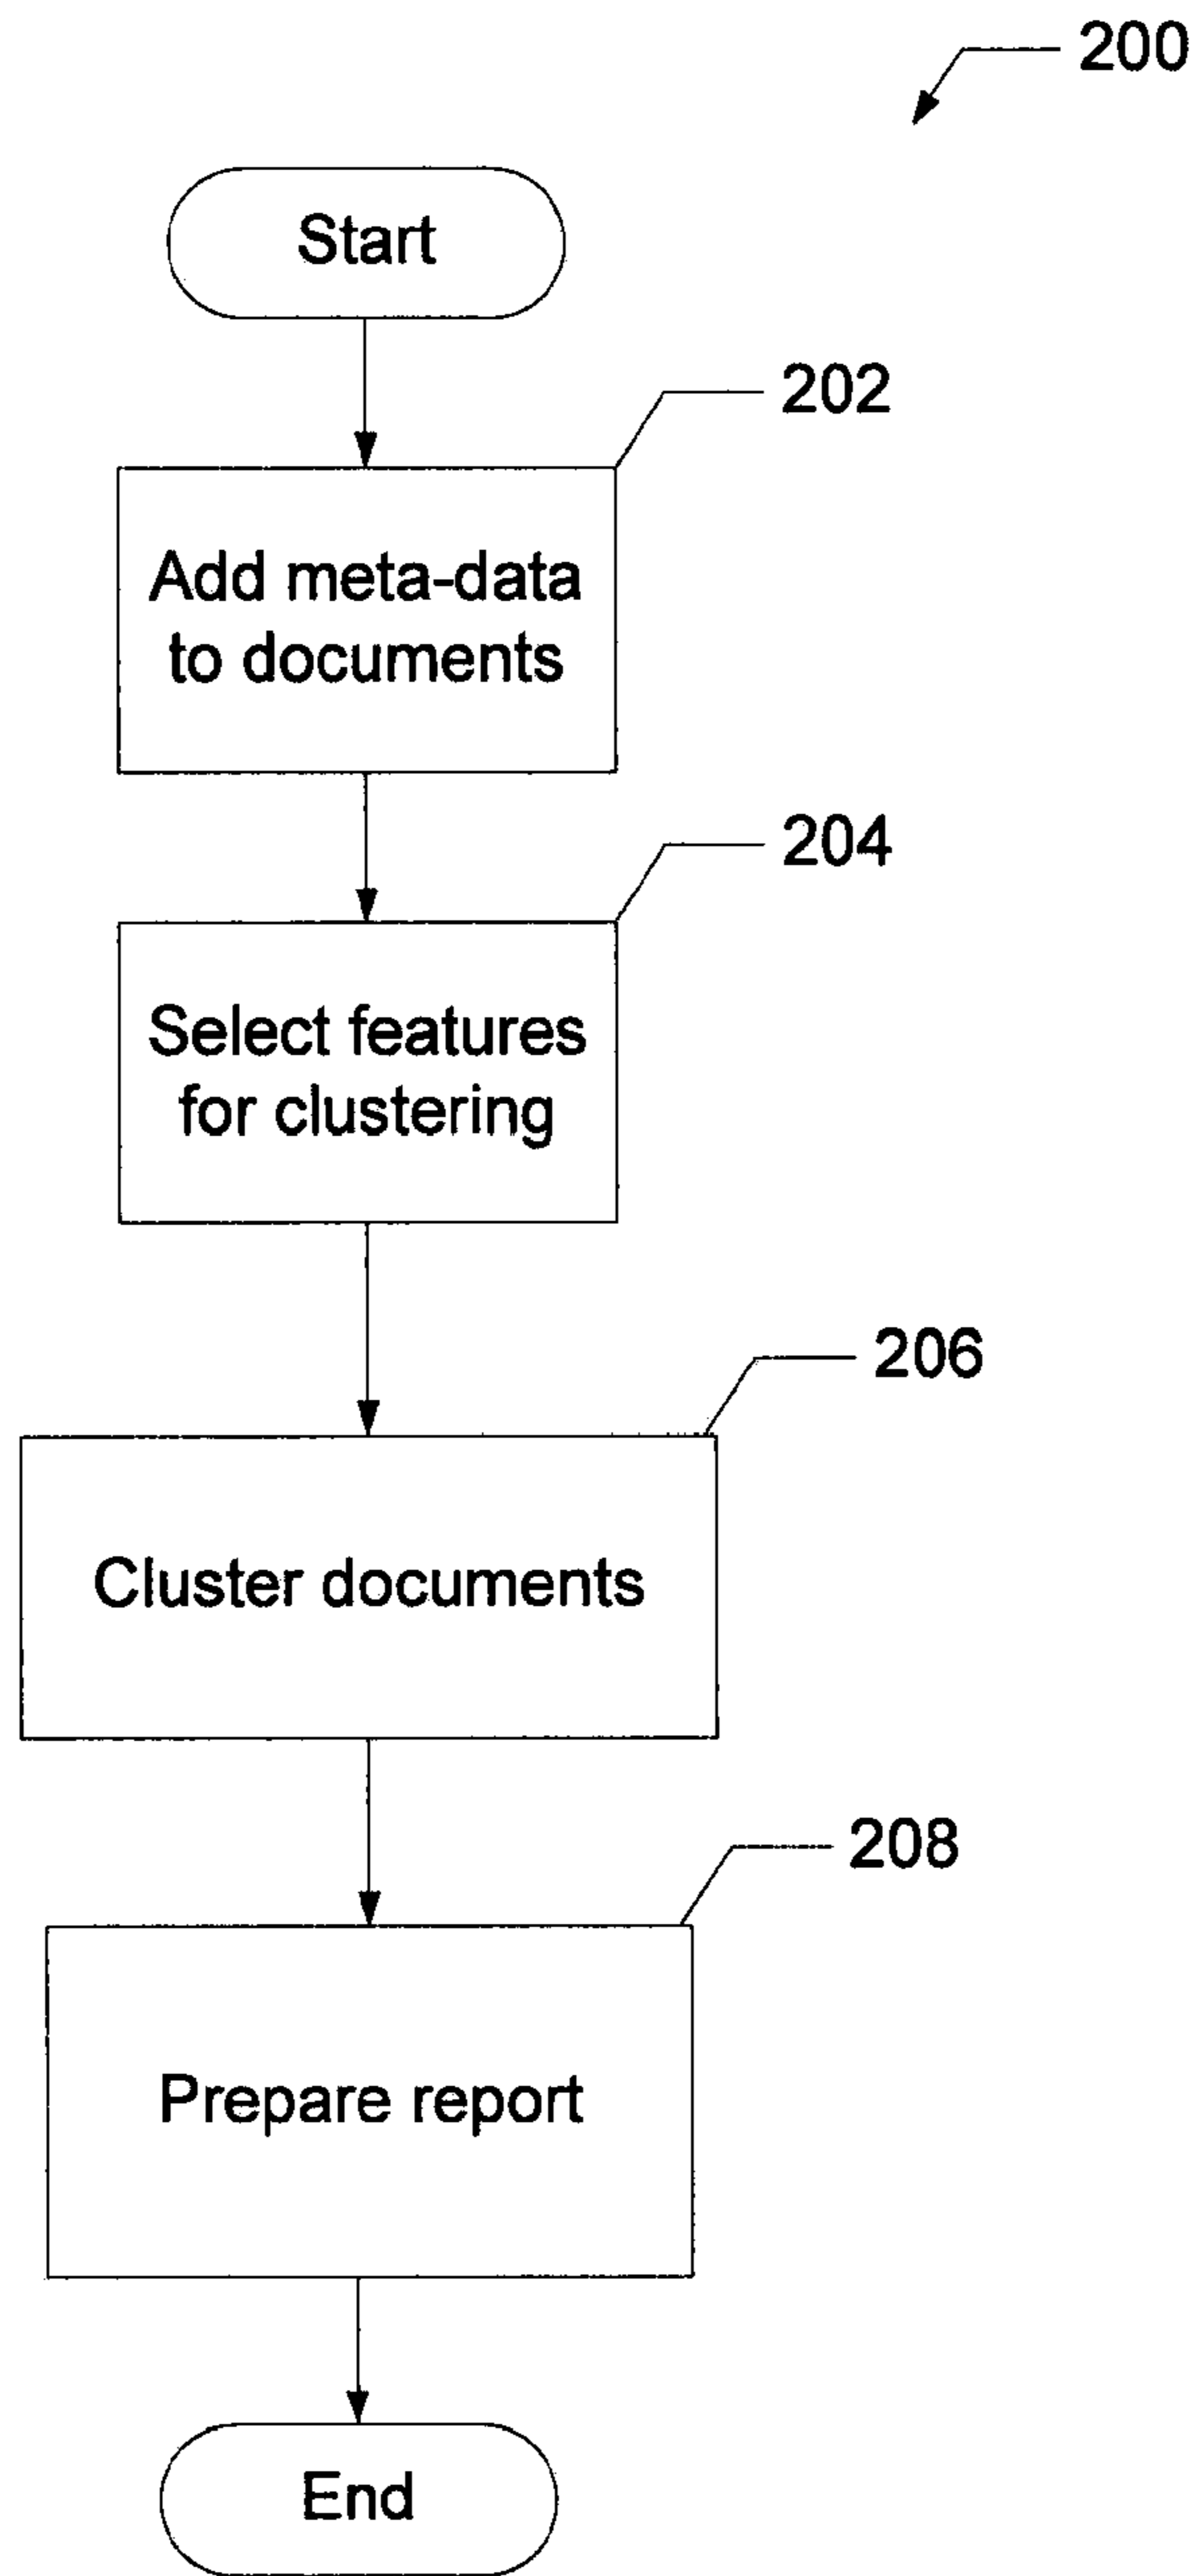 200
Start
202
Add meta-data
to documents
204
Select features
for clustering
206
Cluster documents
208
Prepare report
End